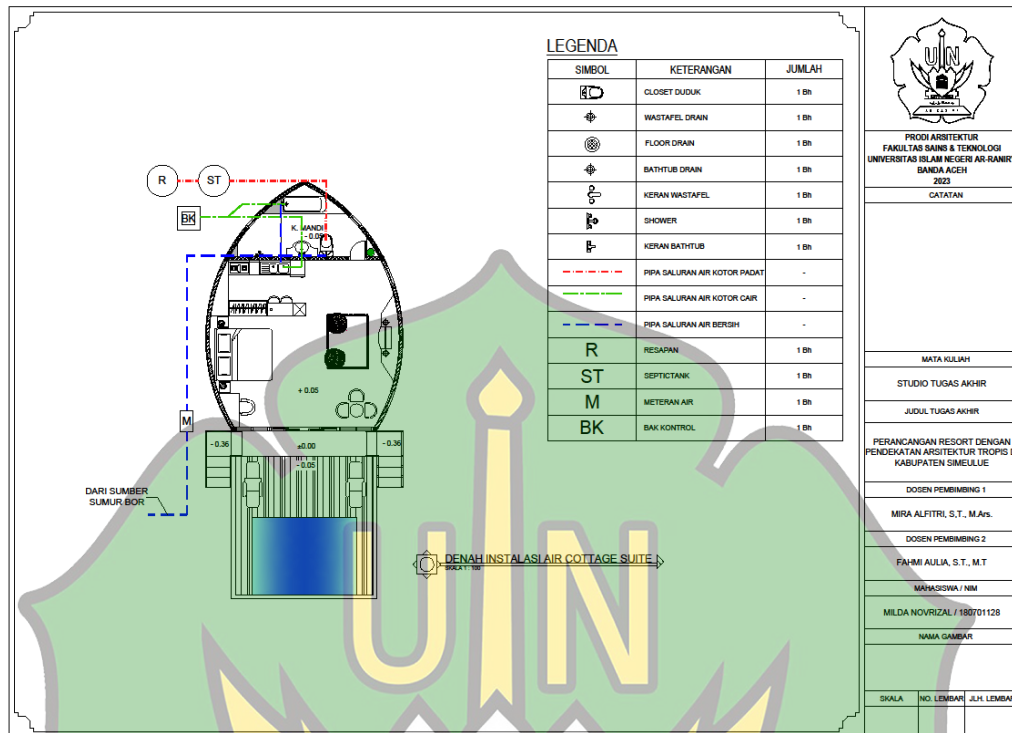 LEGENDA
SIMBOL KETERANGAN JUMLAH
CLOSET DUDUK 1 Bh
WASTAFEL DRAIN 1 Bh
FLOOR DRAIN 1 Bh
BATHTUB DRAIN 1 Bh
KERAN WASTAFEL 1 Bh
SHOWER 1 Bh
KERAN BATHTUB 1 Bh
PIPA SALURAN AIR KOTOR PADAT -
PIPA SALURAN AIR KOTOR CAIR -
PIPA SALURAN AIR BERSIH -
R RESAPAN 1 Bh
ST SEPTICTANK 1 Bh
M METERAN AIR 1 Bh
BK BAK KONTROL 1 Bh
R
ST
BK
K. MANDI
- 0.05
+ 0.05
M
- 0.36
±0.00
- 0.36
- 0.05
DARI SUMBER
SUMUR BOR
DENAH INSTALASI AIR COTTAGE SUITE
SKALA 1 : 100
UIN
UIN
PRODI ARSITEKTUR
FAKULTAS SAINS & TEKNOLOGI
UNIVERSITAS ISLAM NEGERI AR-RANIRY
BANDA ACEH
2023
CATATAN
MATA KULIAH
STUDIO TUGAS AKHIR
JUDUL TUGAS AKHIR
PERANCANGAN RESORT DENGAN
PENDEKATAN ARSITEKTUR TROPIS
KABUPATEN SIMEULUE
DOSEN PEMBIMBING 1
MIRA ALFITRI, S,T., M.Ars.
DOSEN PEMBIMBING 2
FAHMI AULIA, S.T., M.T
MAHASISWA / NIM
MILDA NOVRIZAL / 180701128
NAMA GAMBAR
SKALA NO. LEMBAR JLH. LEMBAR